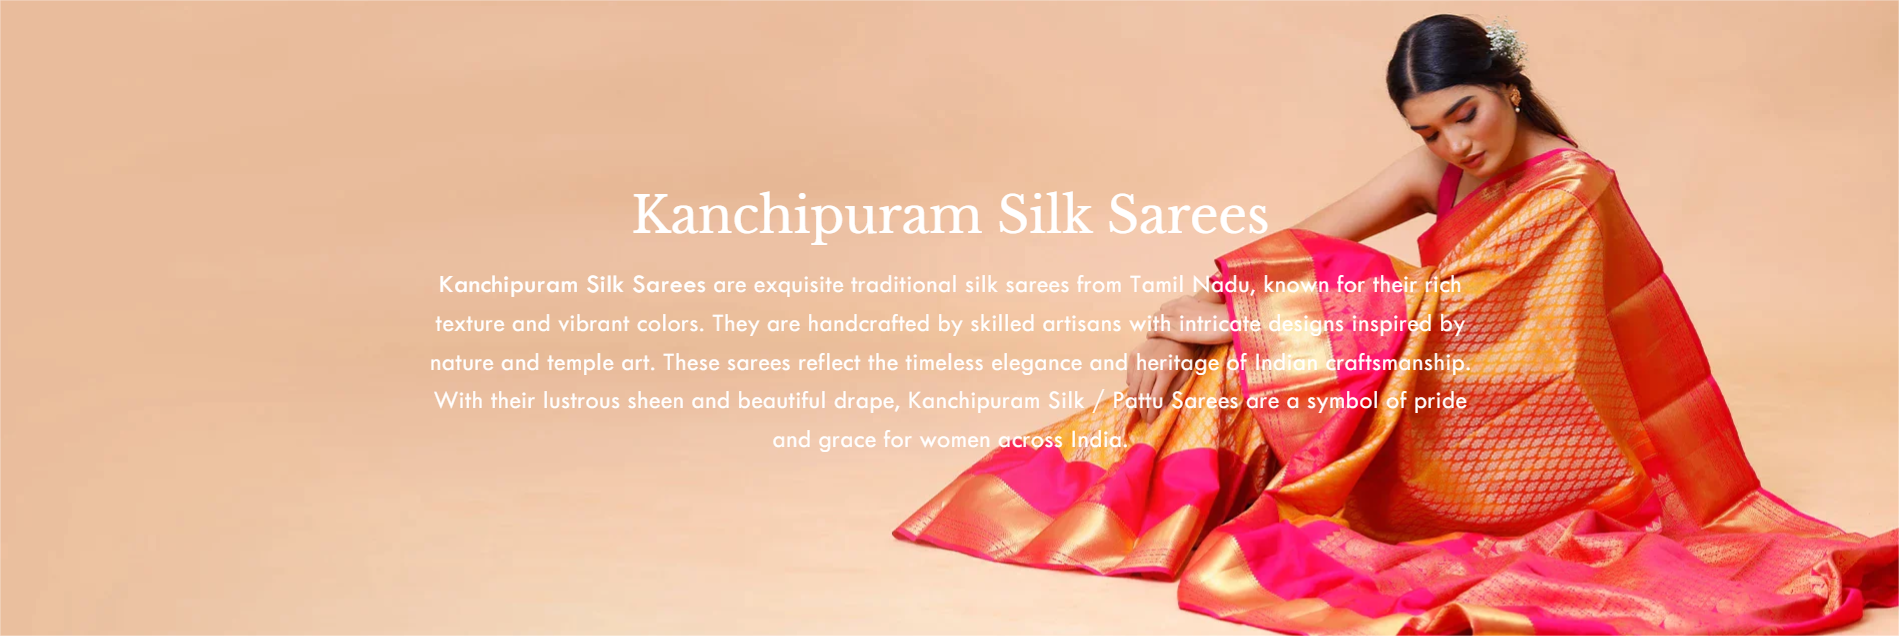 Kanchipuram Silk Sarees
Kanchipuram Silk Sarees are exquisite traditional silk sarees from Tamil Nadu, known for their rich
texture and vibrant colors. They are handcrafted by skilled artisans with intricate designs inspired by
nature and temple art. These sarees reflect the timeless elegance and heritage of Indian craftsmanship.
With their lustrous sheen and beautiful drape, Kanchipuram Silk / Pattu Sarees are a symbol of pride
and grace for women across India.